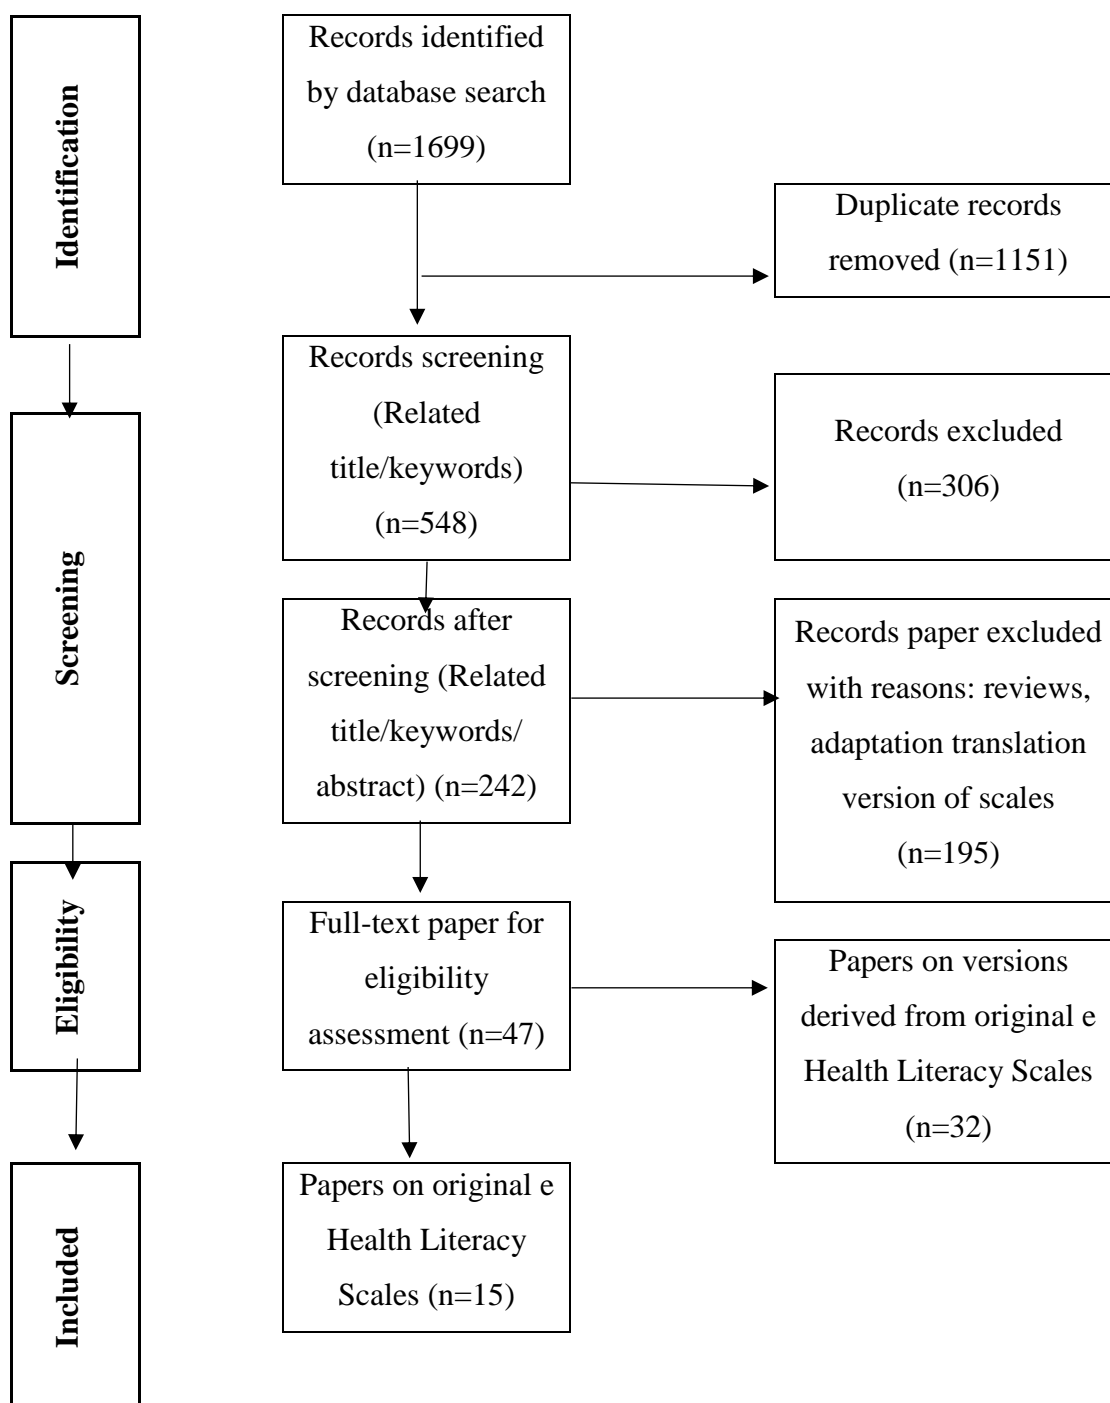 Identification
Records identified
by database search
(n=1699)
Duplicate records
removed (n=1151)
Screening
Records screening
(Related
title/keywords)
(n=548)
Records excluded
(n=306)
Records after
screening (Related
title/keywords/
abstract) (n=242)
Records paper excluded
with reasons: reviews,
adaptation translation
version of scales
(n=195)
Eligibility
Full-text paper for
eligibility
assessment (n=47)
Papers on versions
derived from original e
Health Literacy Scales
(n=32)
Included
Papers on original e
Health Literacy
Scales (n=15)